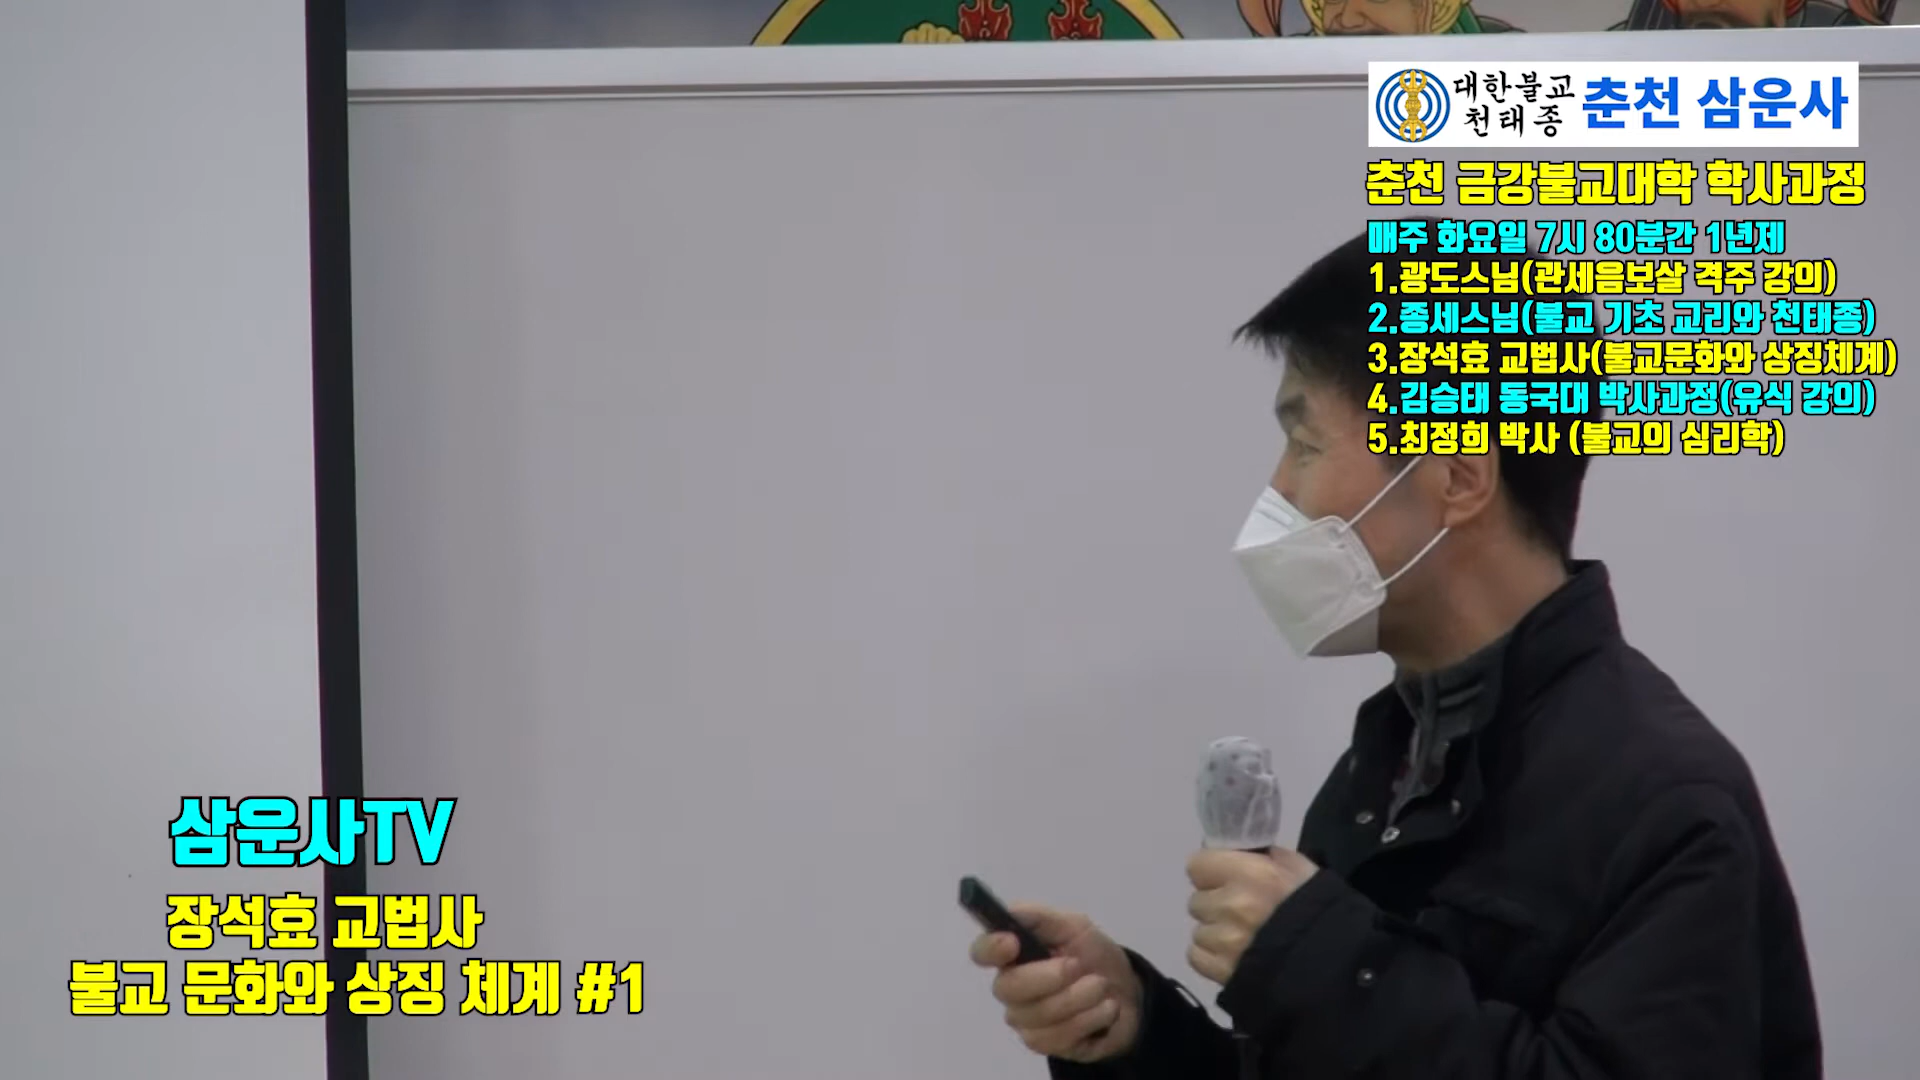 대한불교
천태종
춘천 삼운사
춘천 금강불교대학 학사과정
매주 화요일 7시 80분간 1년제
1.광도스님(관세음보살 격주 강의)
2.종세스님(불교 기초 교리와 천태종)
3.장석효 교법사(불교문화와 상징체계)
4.김승태 동국대 박사과정(유식 강의)
5.최정희 박사 (불교의 심리학)
삼운사TV
장석효 교법사
불교 문화와 상징 체계 #1